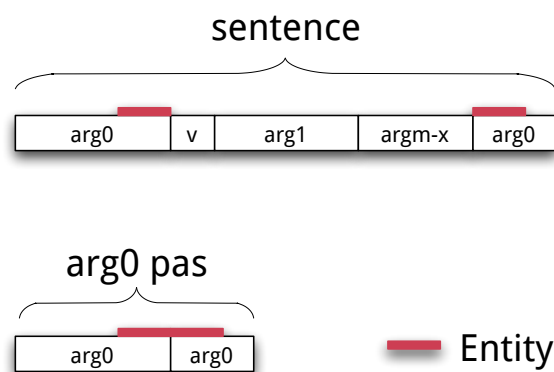 sentence
arg0 v arg1 argm-x arg0
arg0 pas
arg0 arg0
Entity